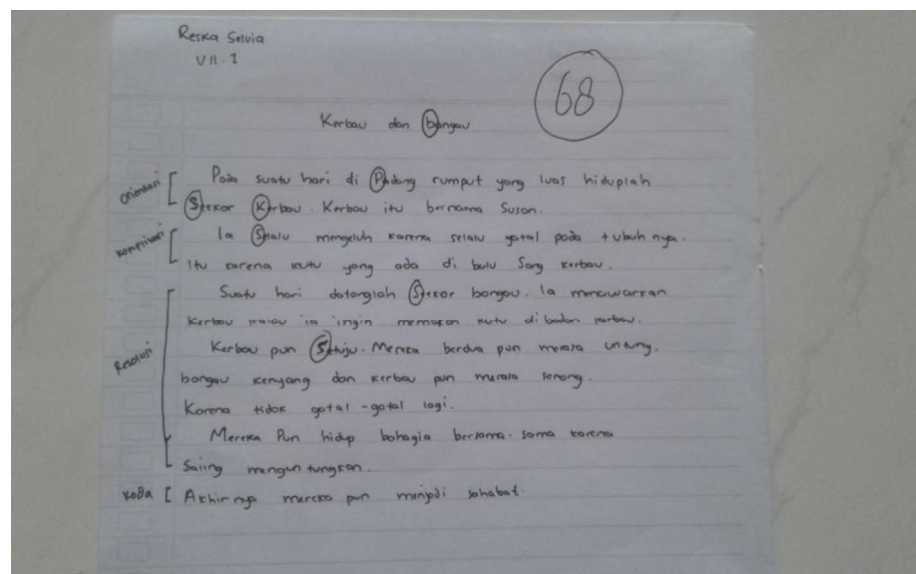 Reska Selvia
VII.1
68
Kerbau dan bangau
Orientasi
Pada suatu hari di Padang rumput yang luas hiduplah
Seekor Kerbau. Kerbau itu bernama Susan.
Komplikasi
Ia Selalu mengeluh karena selalu gatal pada tubuh nya.
Itu karena kutu yang ada di bulu Sang kerbau.
Resolusi
Suatu hari datanglah Seekor bangau. Ia menawarkan
Kerbau kalau ia ingin memakan kutu di badan kerbau.
Kerbau pun Setuju. Mereka berdua pun merasa untung.
bangau kenyang dan kerbau pun merasa senang.
Karena tidak gatal-gatal lagi.
Mereka Pun hidup bahagia bersama-sama karena
Saling menguntungkan.
Koda
Akhirnya mereka pun menjadi sahabat.